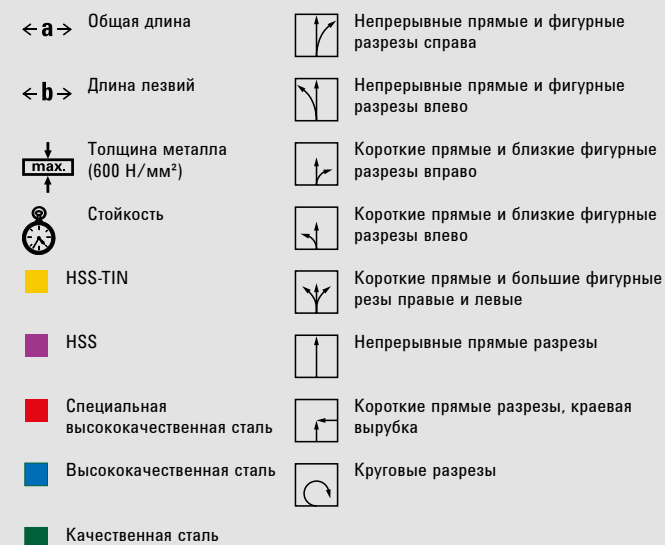 a
Общая длина
b
Длина лезвий
max.
Толщина металла
(600 Н/мм²)
Стойкость
HSS-TIN
HSS
Специальная
высококачественная сталь
Высококачественная сталь
Качественная сталь
Непрерывные прямые и фигурные
разрезы справа
Непрерывные прямые и фигурные
разрезы влево
Короткие прямые и близкие фигурные
разрезы вправо
Короткие прямые и близкие фигурные
разрезы влево
Короткие прямые и большие фигурные
резы правые и левые
Непрерывные прямые разрезы
Короткие прямые разрезы, краевая
вырубка
Круговые разрезы